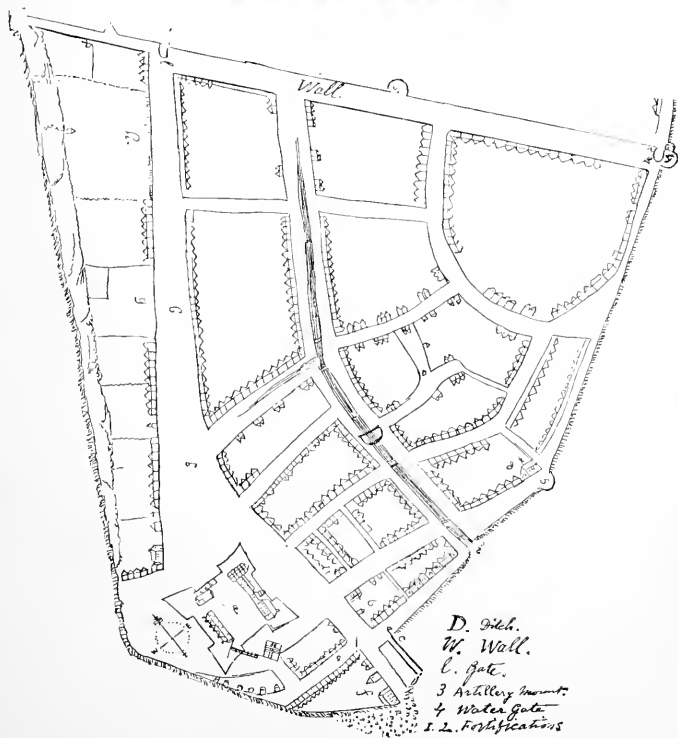 Wall.
D. Ditch.
W. Wall.
C. Gate.
3 Artillery mount.
4 Water Gate
1. 2. Fortifications